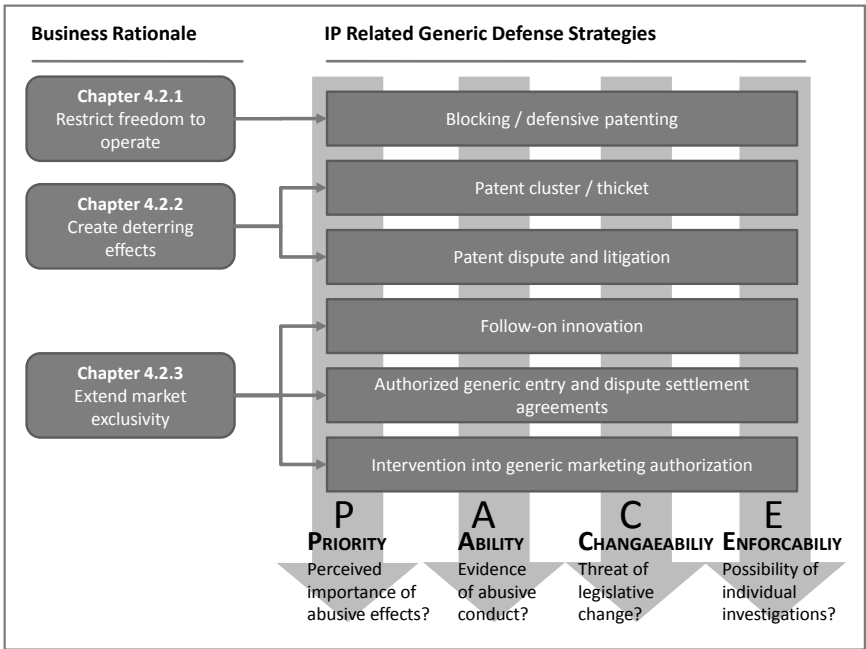 Business Rationale
IP Related Generic Defense Strategies
Chapter 4.2.1
Restrict freedom to
operate
Blocking / defensive patenting
Chapter 4.2.2
Create deterring
effects
Patent cluster / thicket
Patent dispute and litigation
Chapter 4.2.3
Extend market
exclusivity
Follow-on innovation
Authorized generic entry and dispute settlement
agreements
Intervention into generic marketing authorization
P
PRIORITY
Perceived
importance of
abusive effects?
A
ABILITY
Evidence
of abusive
conduct?
C
CHANGAEABILIY
Threat of
legislative
change?
E
ENFORCABILIY
Possibility of
individual
investigations?